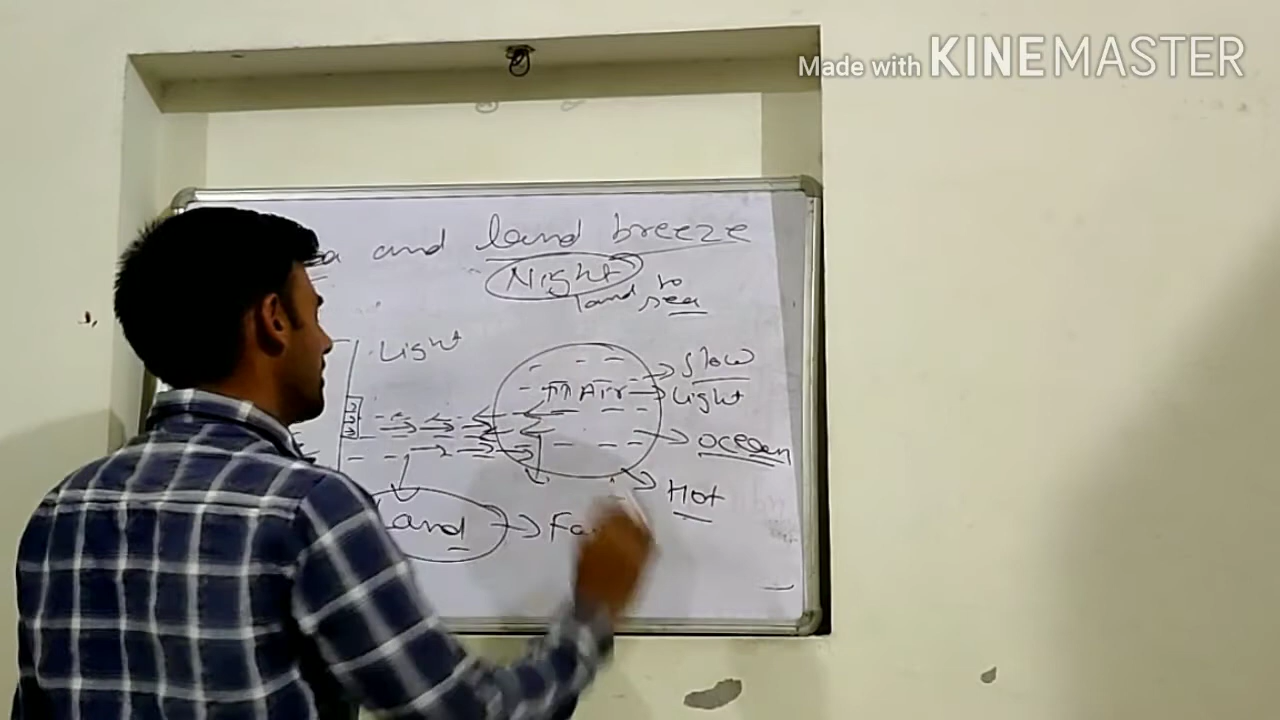 Made with KINEMASTER
and land breeze
Night
land to
sea
Light
Slow
Air
Light
ocean
Hot
Land